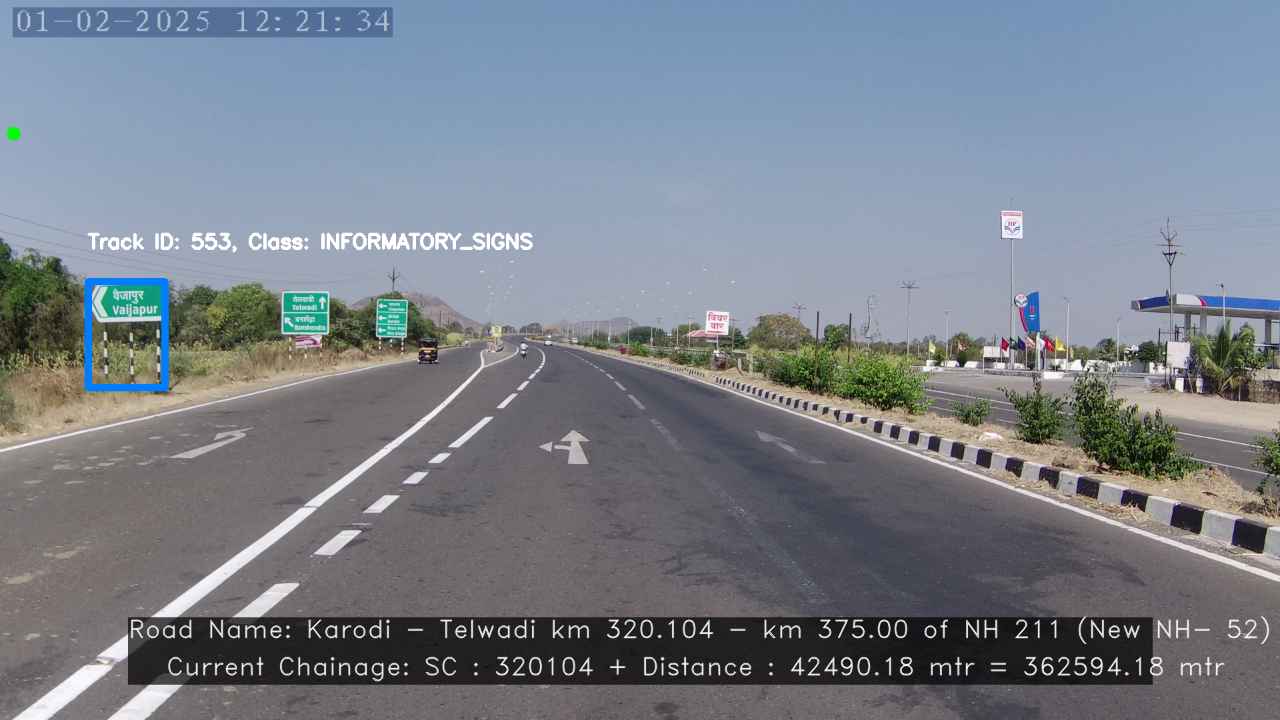 01-02-2025 12:21:34
Track ID: 553, Class: INFORMATORY_SIGNS
वैजापुर
Vaijapur
तेलवाडी
Telwadi
HP
बियर
बार
Road Name: Karodi - Telwadi km 320.104 - km 375.00 of NH 211 (New NH- 52)
Current Chainage: SC : 320104 + Distance : 42490.18 mtr = 362594.18 mtr